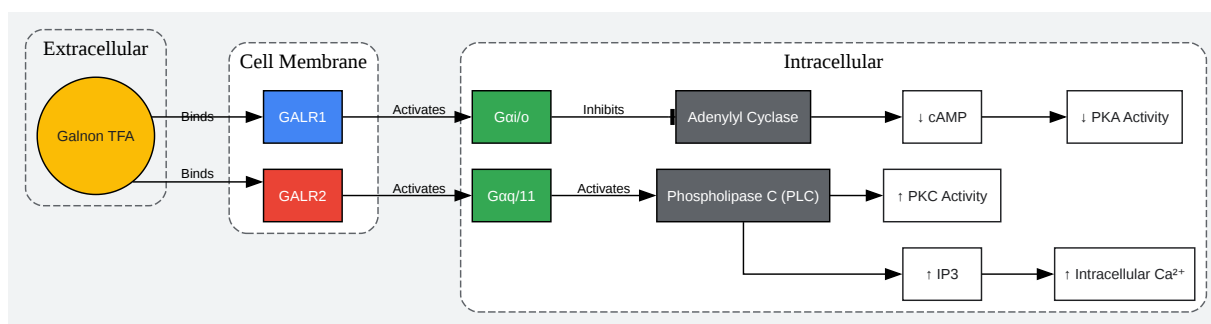 Extracellular
Cell Membrane
Intracellular
Galnon TFA
Binds
GALR1
Activates
Gαi/o
Inhibits
Adenylyl Cyclase
↓ cAMP
↓ PKA Activity
Binds
GALR2
Activates
Gαq/11
Activates
Phospholipase C (PLC)
↑ PKC Activity
↑ IP3
↑ Intracellular Ca²⁺